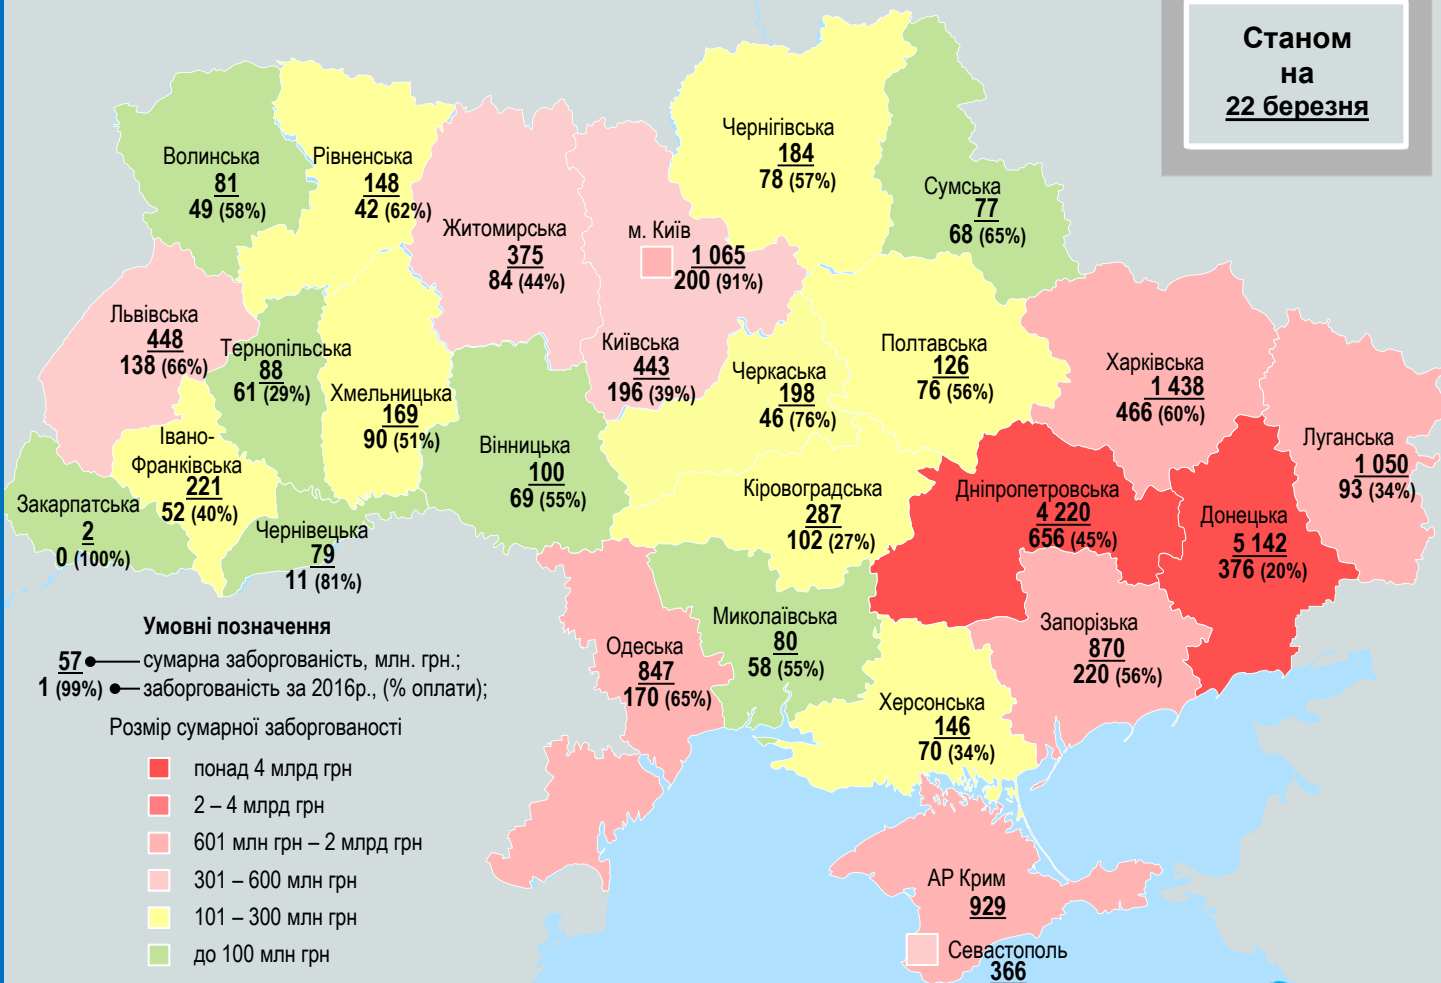 Станом
на
22 березня
Волинська
81
49 (58%)
Рівненська
148
42 (62%)
Житомирська
375
84 (44%)
м. Київ
1 065
200 (91%)
Чернігівська
184
78 (57%)
Сумська
77
68 (65%)
Львівська
448
138 (66%)
Тернопільська
88
61 (29%)
Хмельницька
169
90 (51%)
Київська
443
196 (39%)
Черкаська
198
46 (76%)
Полтавська
126
76 (56%)
Харківська
1 438
466 (60%)
Луганська
1 050
93 (34%)
Івано-
Франківська
221
52 (40%)
Закарпатська
2
0 (100%)
Чернівецька
79
11 (81%)
Вінницька
100
69 (55%)
Кіровоградська
287
102 (27%)
Дніпропетровська
4 220
656 (45%)
Донецька
5 142
376 (20%)
Одеська
847
170 (65%)
Миколаївська
80
58 (55%)
Запорізька
870
220 (56%)
Херсонська
146
70 (34%)
АР Крим
929
Севастополь
366
Умовні позначення
57 сумарна заборгованість, млн. грн.;
1 (99%) заборгованість за 2016р., (% оплати);
Розмір сумарної заборгованості
понад 4 млрд грн
2 – 4 млрд грн
601 млн грн – 2 млрд грн
301 – 600 млн грн
101 – 300 млн грн
до 100 млн грн